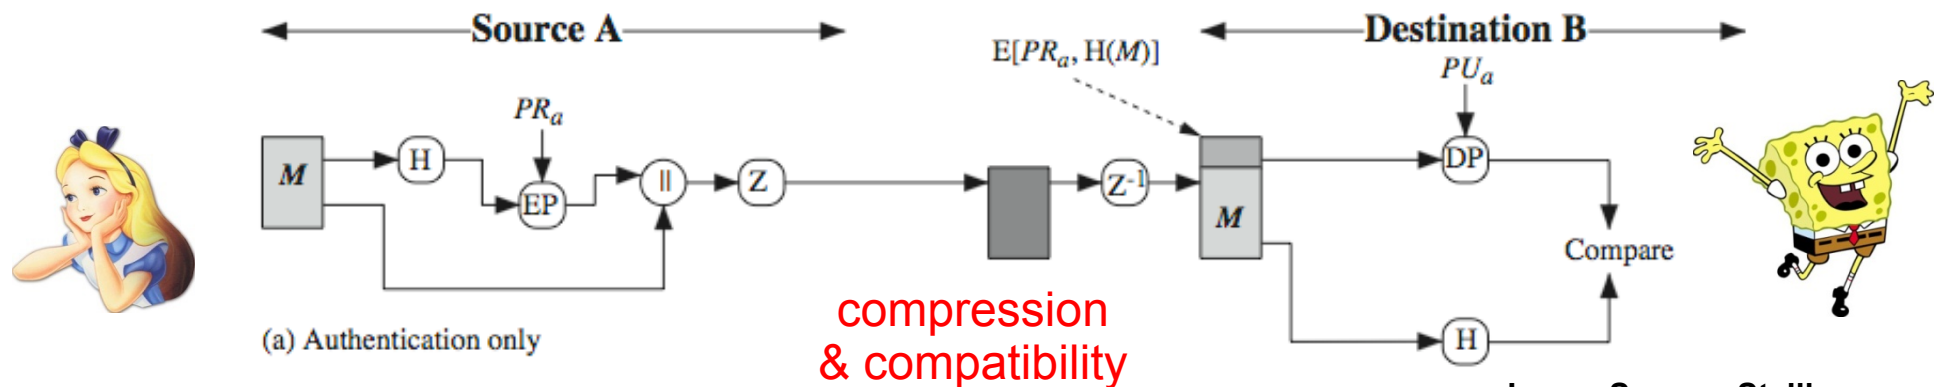 Source A
Destination B
E[PRa, H(M)]
PUa
PRa
M
H
EP
||
Z
Z-1
M
DP
Compare
H
compression
& compatibility
(a) Authentication only